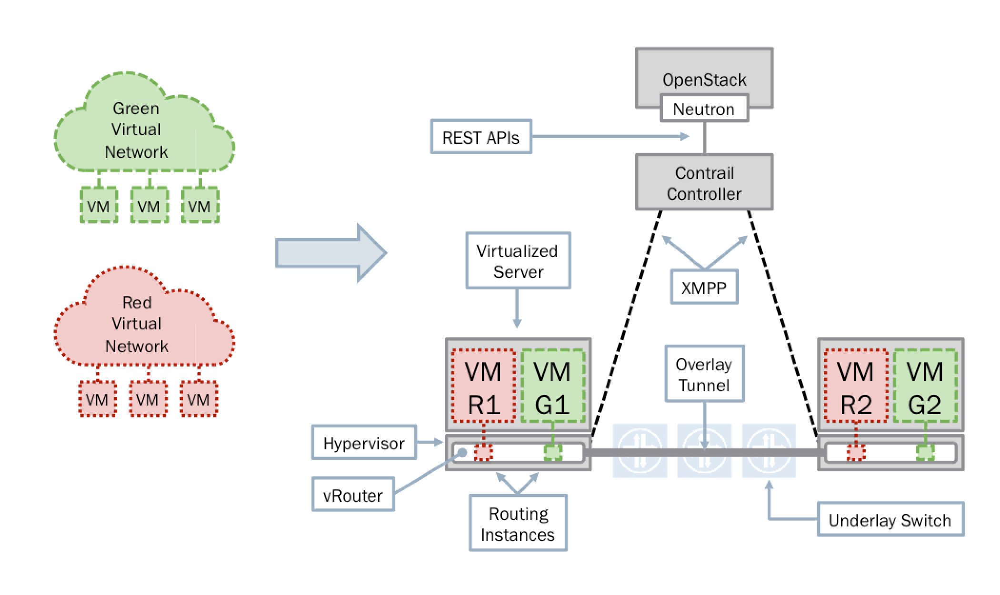 Green
Virtual
Network
VM
VM
VM
Red
Virtual
Network
VM
VM
VM
OpenStack
Neutron
REST APIs
Contrail
Controller
Virtualized
Server
XMPP
Overlay
Tunnel
VM
R1
VM
G1
VM
R2
VM
G2
Hypervisor
vRouter
Routing
Instances
Underlay Switch